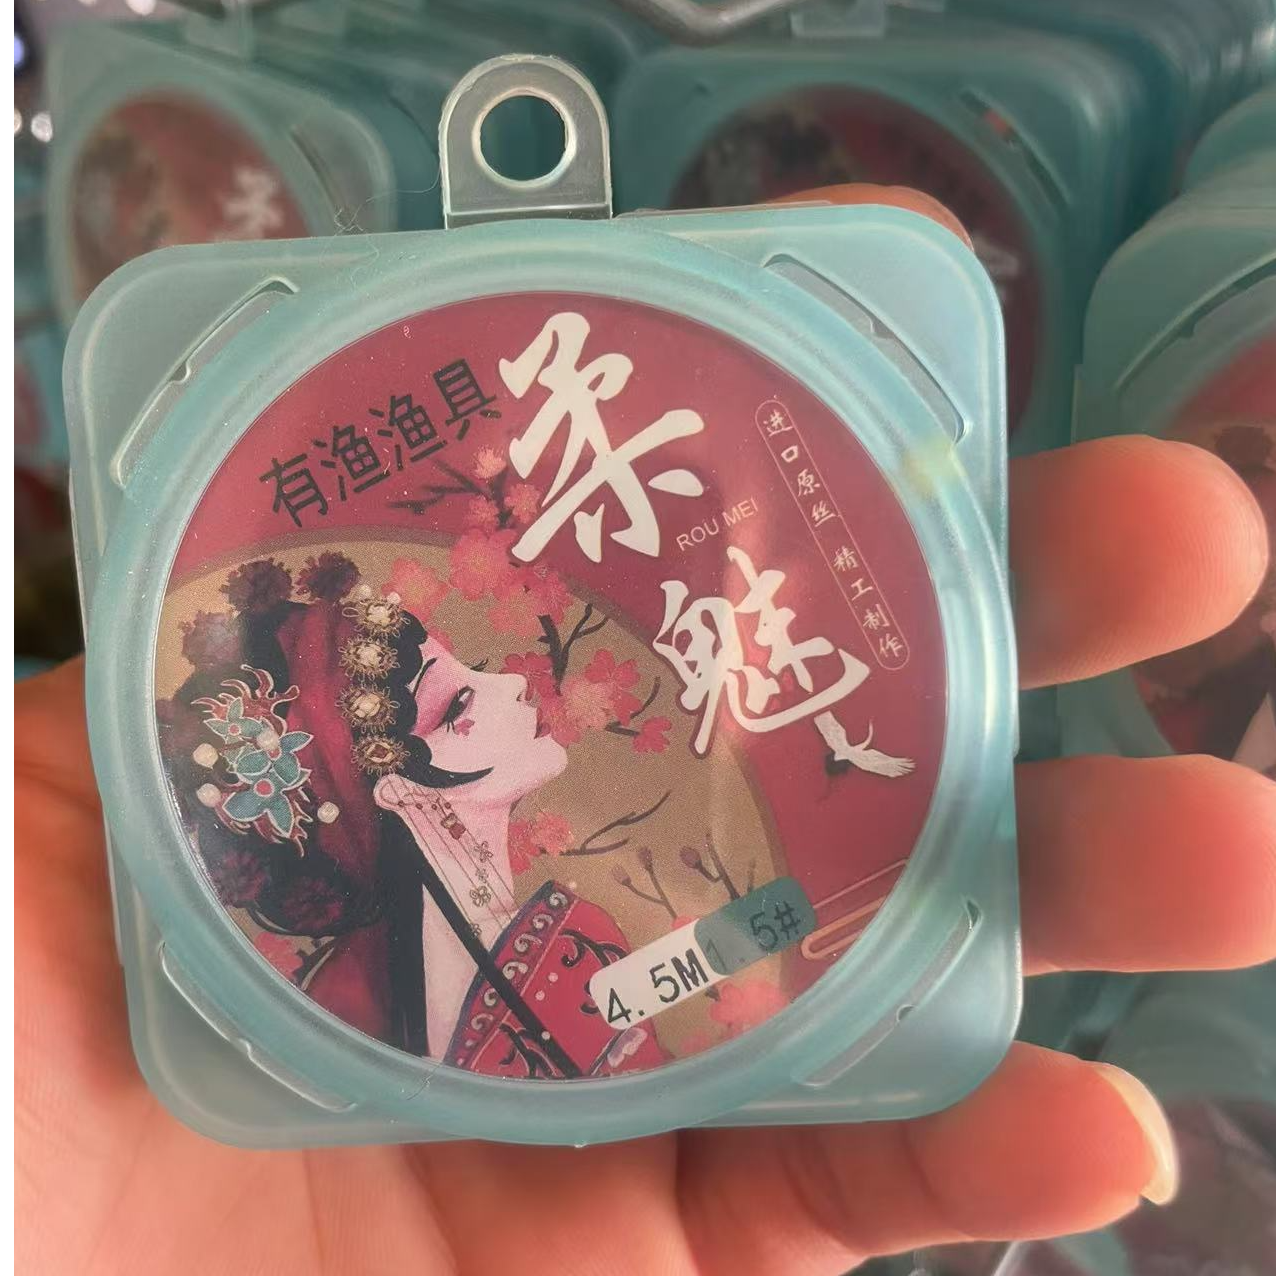 有渔渔具
柔魅
ROU MEI
进口原丝 精工制作
4.5M 1.5#